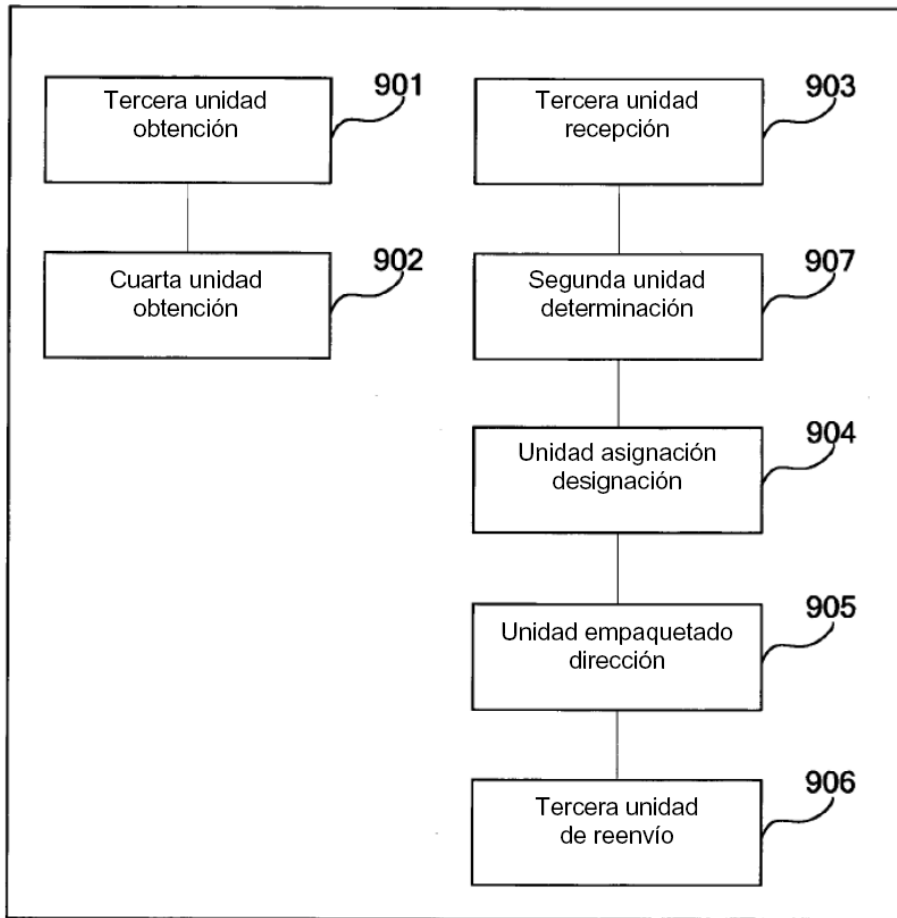 Tercera unidad
obtención
901
Cuarta unidad
obtención
902
Tercera unidad
recepción
903
Segunda unidad
determinación
907
Unidad asignación
designación
904
Unidad empaquetado
dirección
905
Tercera unidad
de reenvío
906